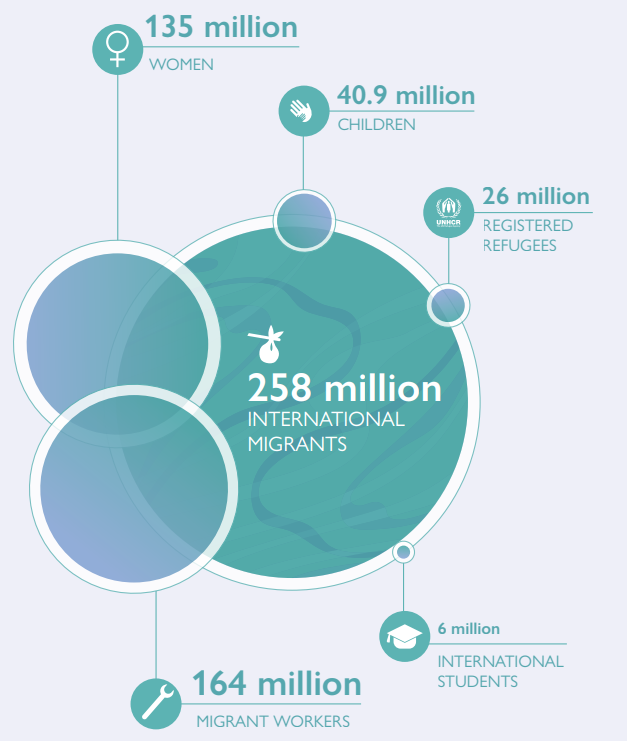 135 million
WOMEN
40.9 million
CHILDREN
26 million
REGISTERED
REFUGEES
UNHCR
258 million
INTERNATIONAL
MIGRANTS
6 million
INTERNATIONAL
STUDENTS
164 million
MIGRANT WORKERS